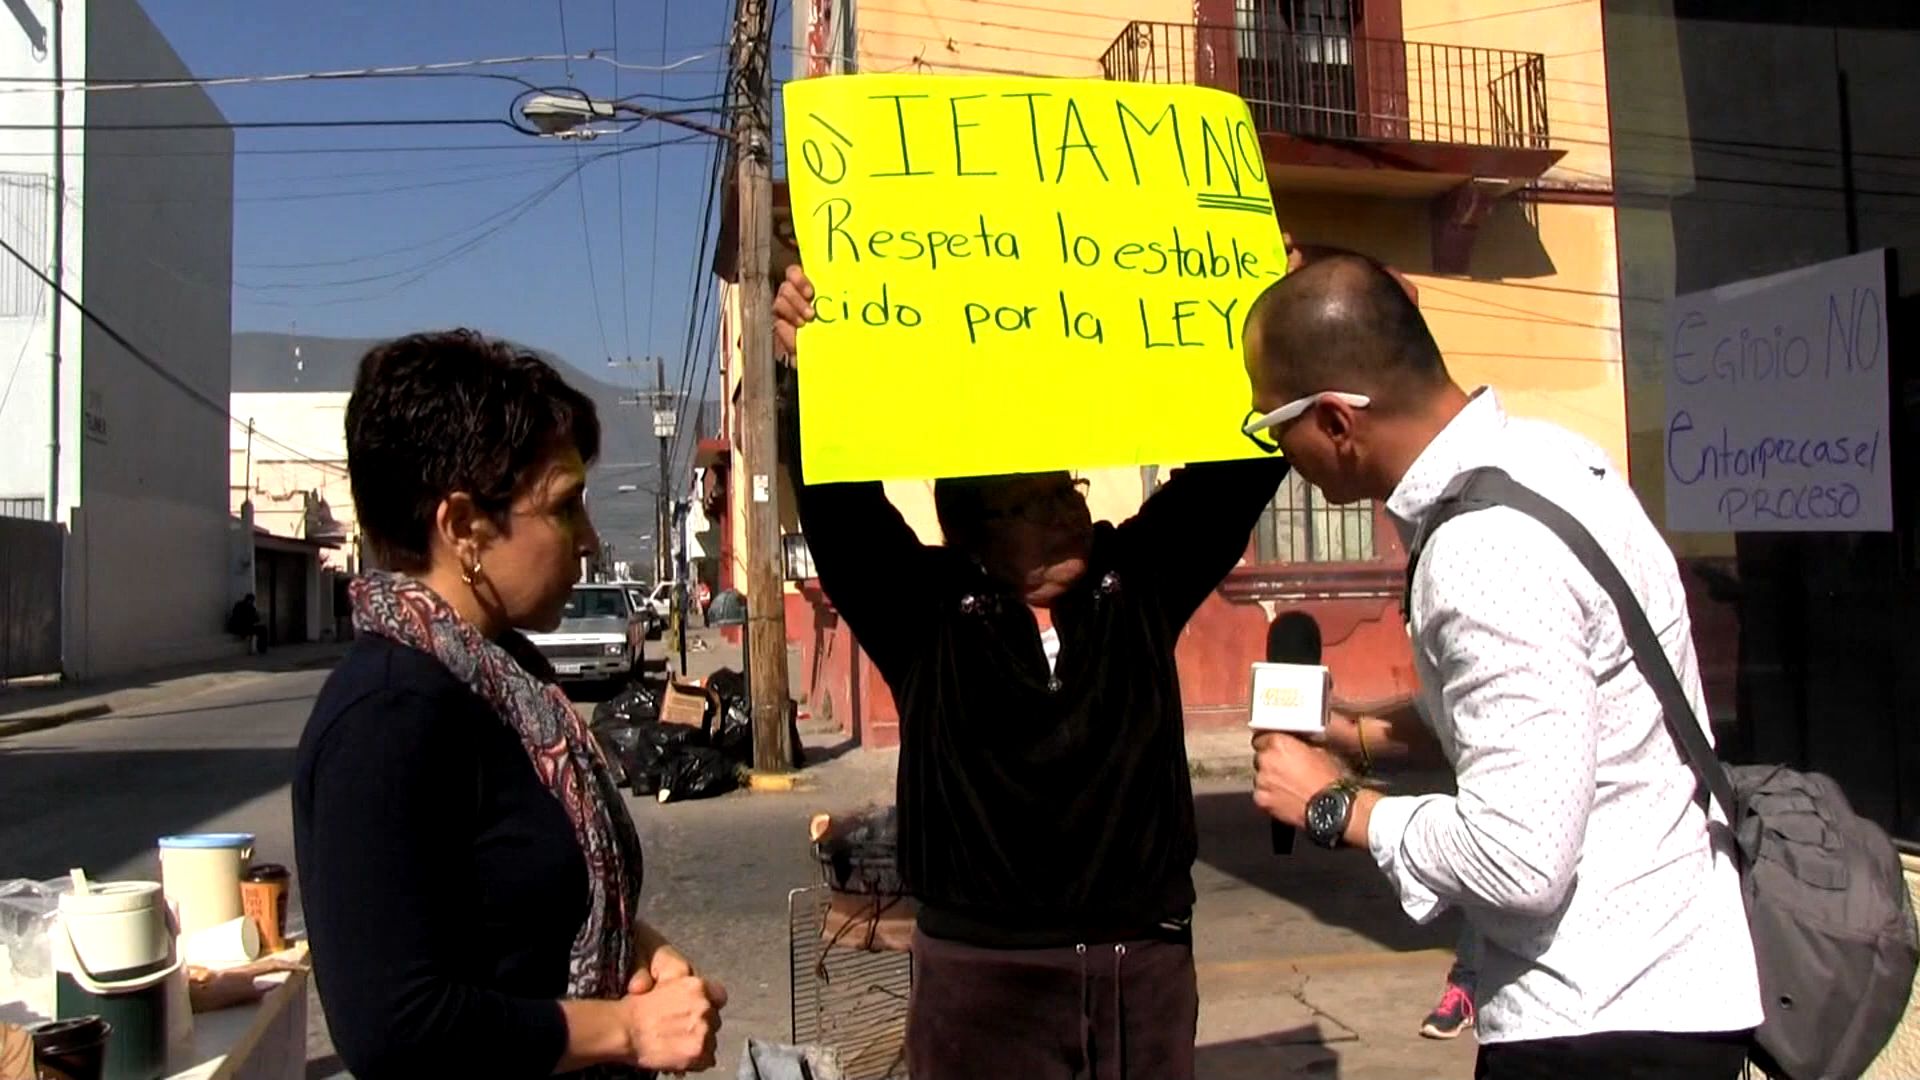 el IETAM NO
Respeta lo estable-
cido por la LEY
EGIDIO NO
Entorpezcas el
PROCESO